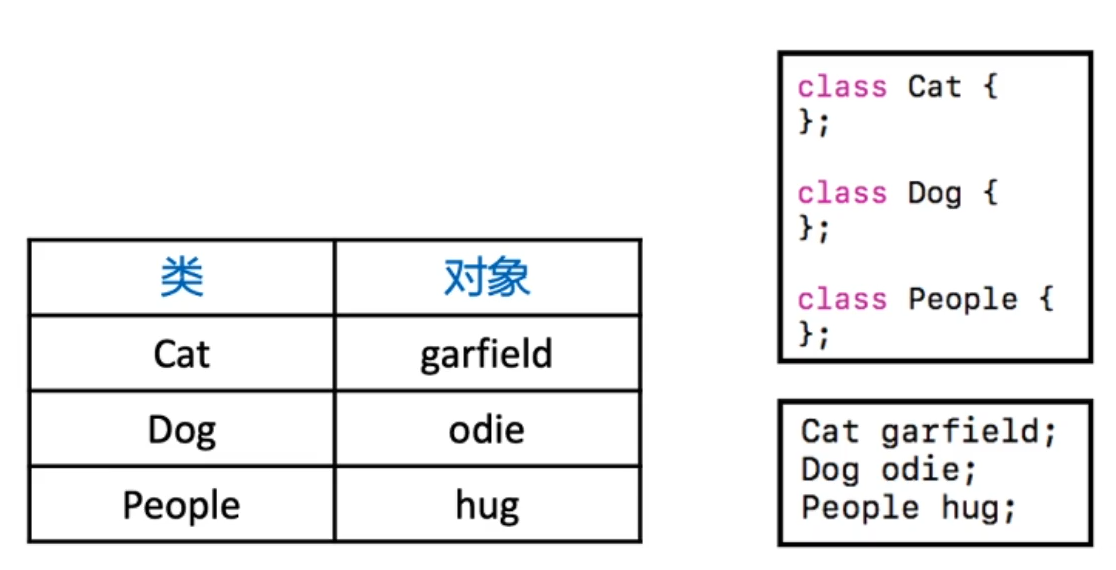 类 对象
Cat garfield
Dog odie
People hug
class Cat {
};
class Dog {
};
class People {
};
Cat garfield;
Dog odie;
People hug;